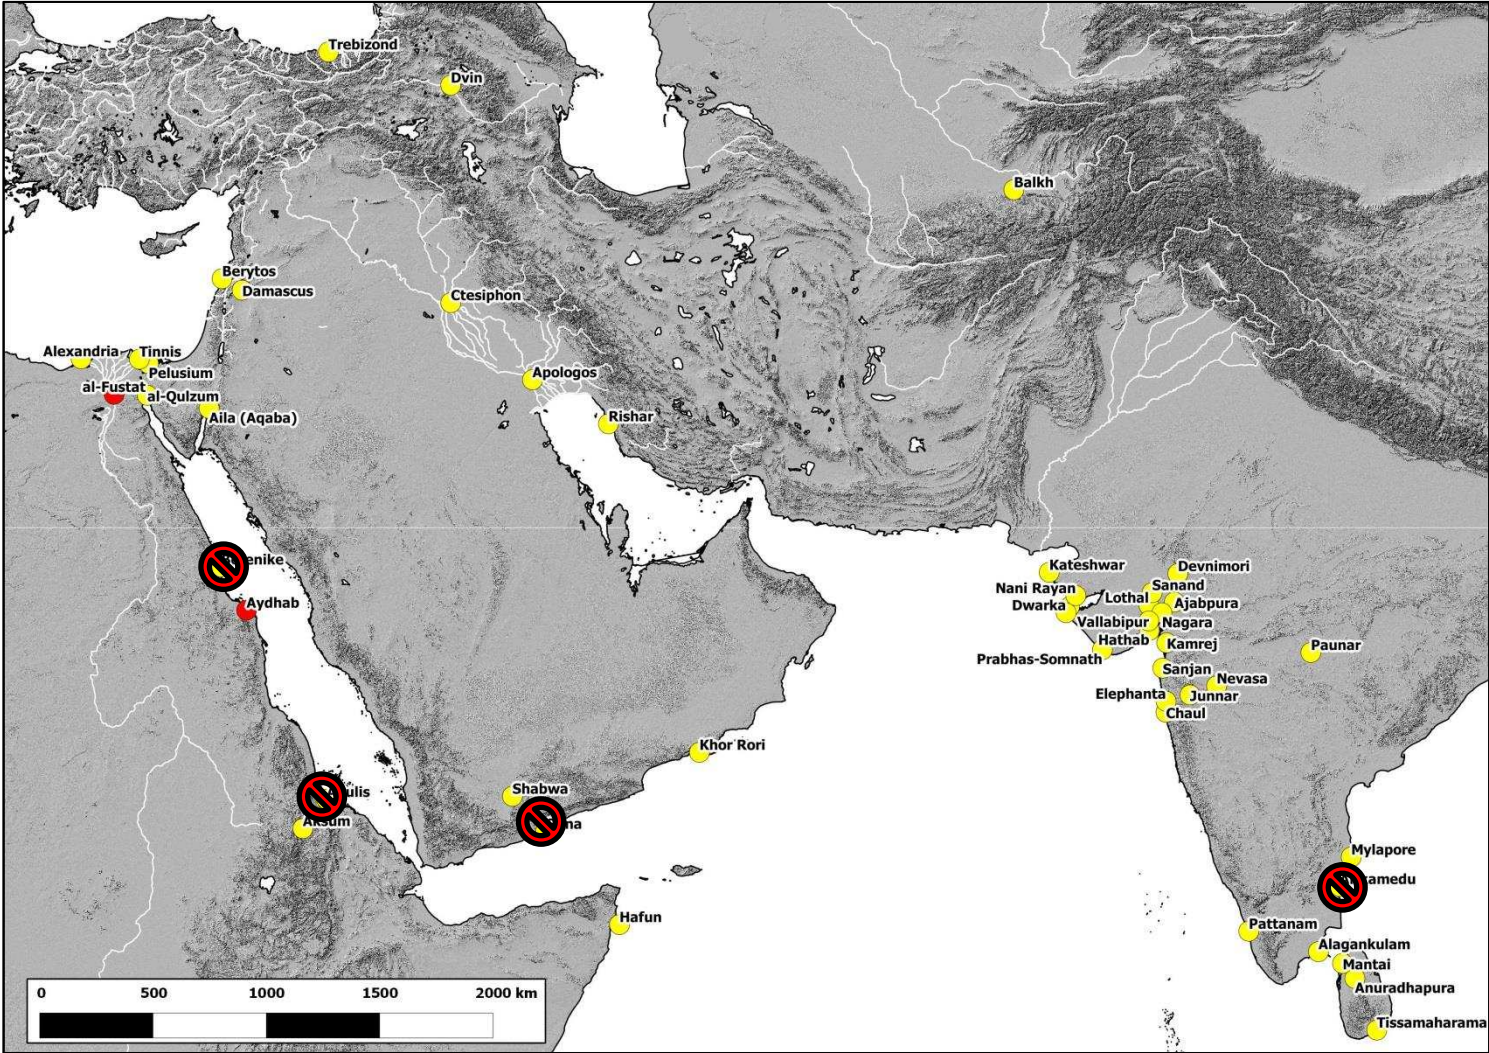 Trebizond
Dvin
Balkh
Berytos
Damascus
Ctesiphon
Alexandria
Tinnis
Pelusium
al-Fustat
al-Qulzum
Aila (Aqaba)
Apologos
Rishar
Aydhab
Kateshwar
Devnimori
Nani Rayan
Sanand
Lothal
Dwarka
Ajabpura
Vallabipur
Nagara
Hathab
Kamrej
Paunar
Prabhas-Somnath
Sanjan
Nevasa
Elephanta
Junnar
Chaul
Khor Rori
Shabwa
Aksum
Mylapore
Hafun
Pattanam
Alagankulam
Mantai
Anuradhapura
Tissamaharama
0 500 1000 1500 2000 km